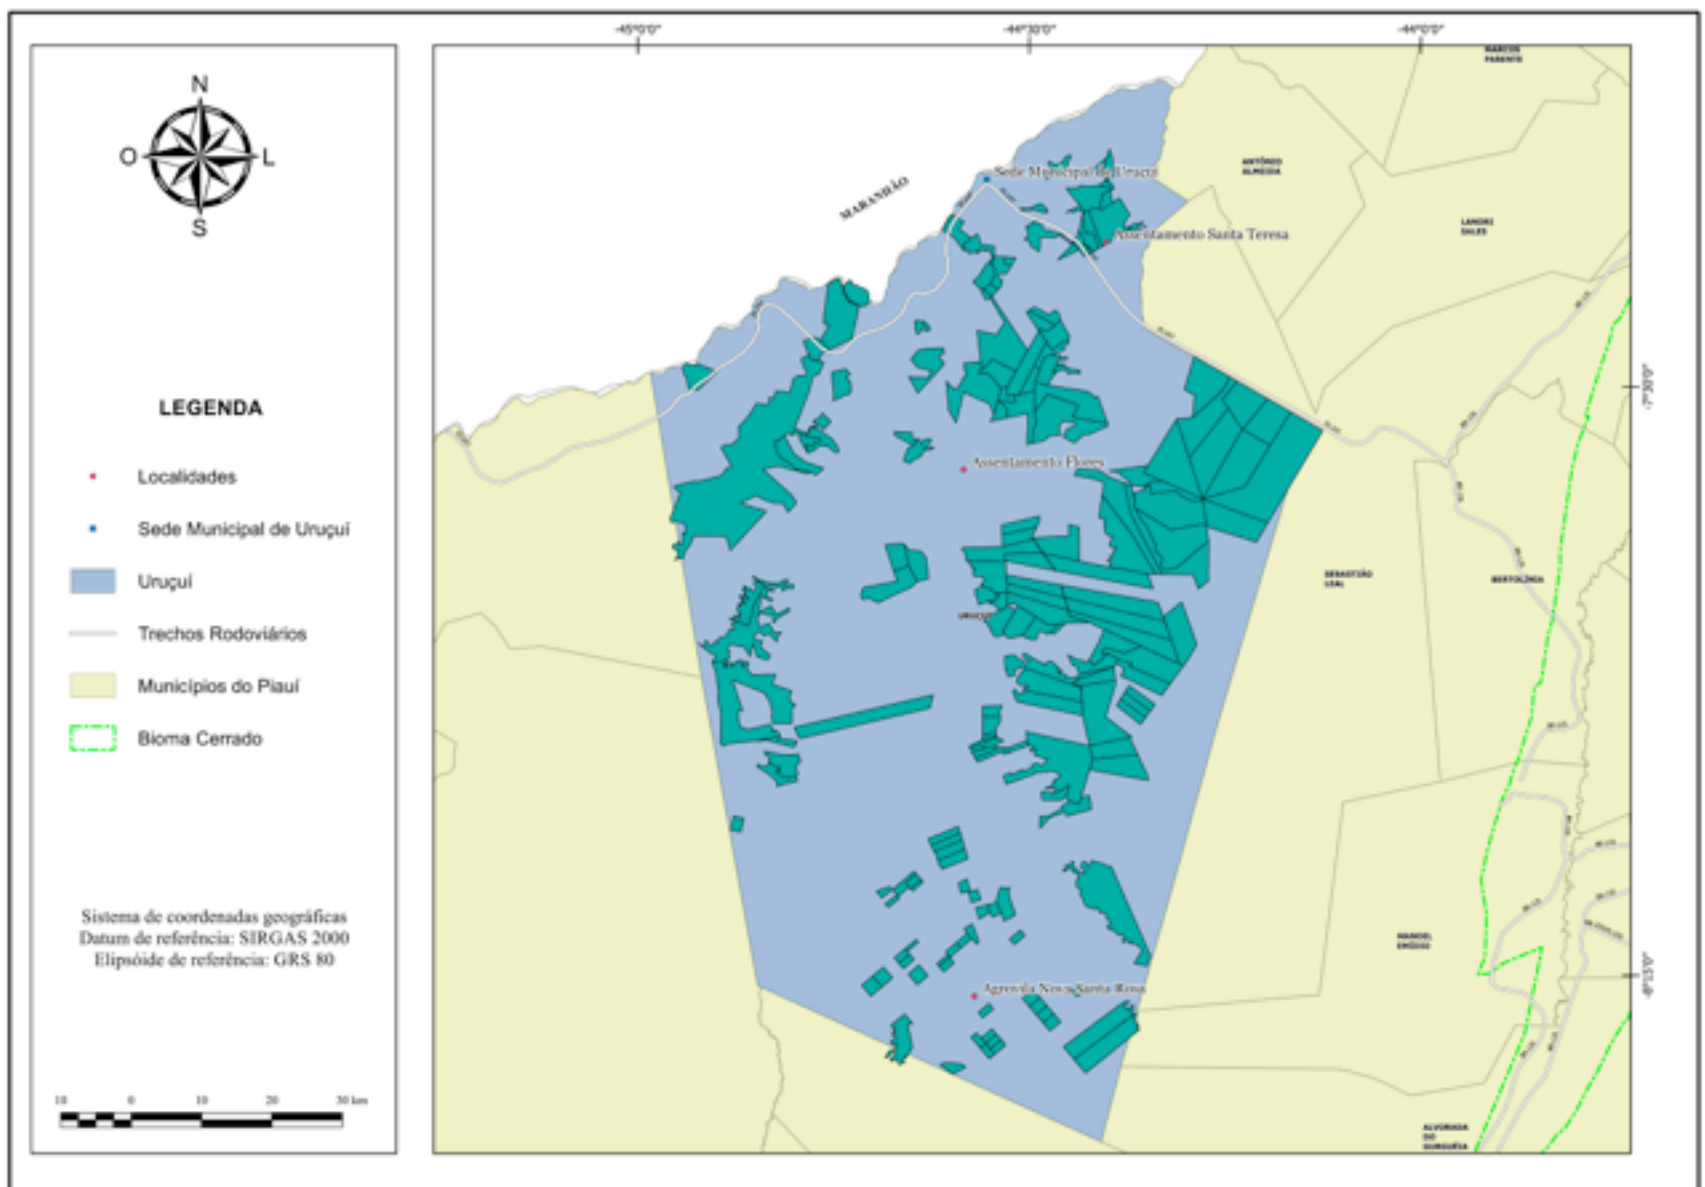 -45°0'0"
-44°30'0"
-44°0'0"
N
O
L
S
LEGENDA
Localidades
Sede Municipal de Uruçuí
Uruçuí
Trechos Rodoviários
Municípios do Piauí
Bioma Cerrado
Sistema de coordenadas geográficas
Datum de referência: SIRGAS 2000
Elipsóide de referência: GRS 80
10 0 10 20 30 km
MARCOS
PARENTE
ANTÔNIO
ALMEIDA
LANDRI
SALES
MARANHÃO
Sede Municipal de Uruçuí
Assentamento Santa Teresa
-7°30'0"
Assentamento Flores
SEBASTIÃO
LEAL
BERTOLÍNIA
URUÇUÍ
MANOEL
EMÍDIO
-8°15'0"
Agrovila Nova Santa Rosa
ALVORADA
DO
GURGUÉIA